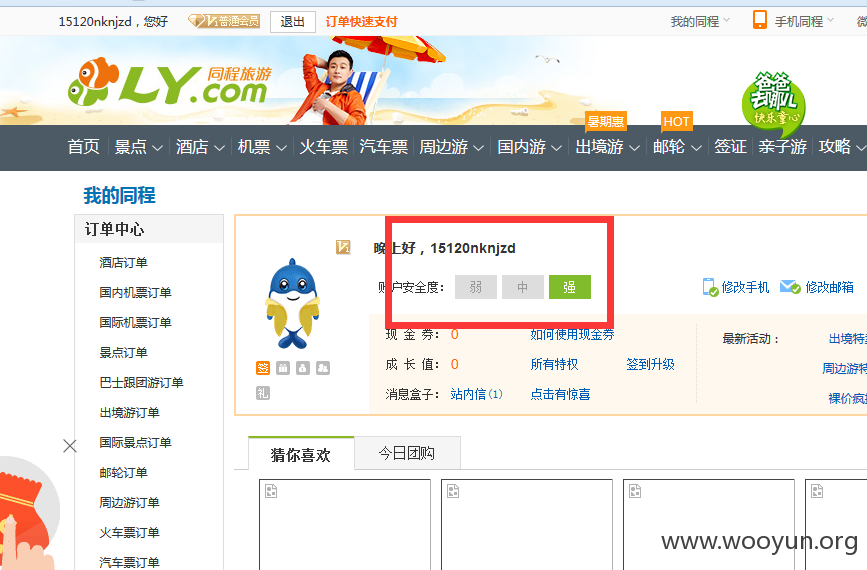 15120nknjzd，您好 V1普通会员 退出 订单快速支付 我的同程 手机同程
LY.com 同程旅游
爸爸去哪儿
快乐童心
暑期惠 HOT
首页 景点 酒店 机票 火车票 汽车票 周边游 国内游 出境游 邮轮 签证 亲子游 攻略
我的同程
订单中心
酒店订单
国内机票订单
国际机票订单
景点订单
巴士跟团游订单
出境游订单
国际景点订单
邮轮订单
周边游订单
火车票订单
汽车票订单
V1 晚上好，15120nknjzd
账户安全度： 弱 中 强 修改手机 修改邮箱
现 金 券： 0 如何使用现金券 最新活动：
成 长 值： 0 所有特权 签到升级 周边游特
消息盒子： 站内信(1) 点击有惊喜
签
礼
猜你喜欢 今日团购
www.wooyun.org